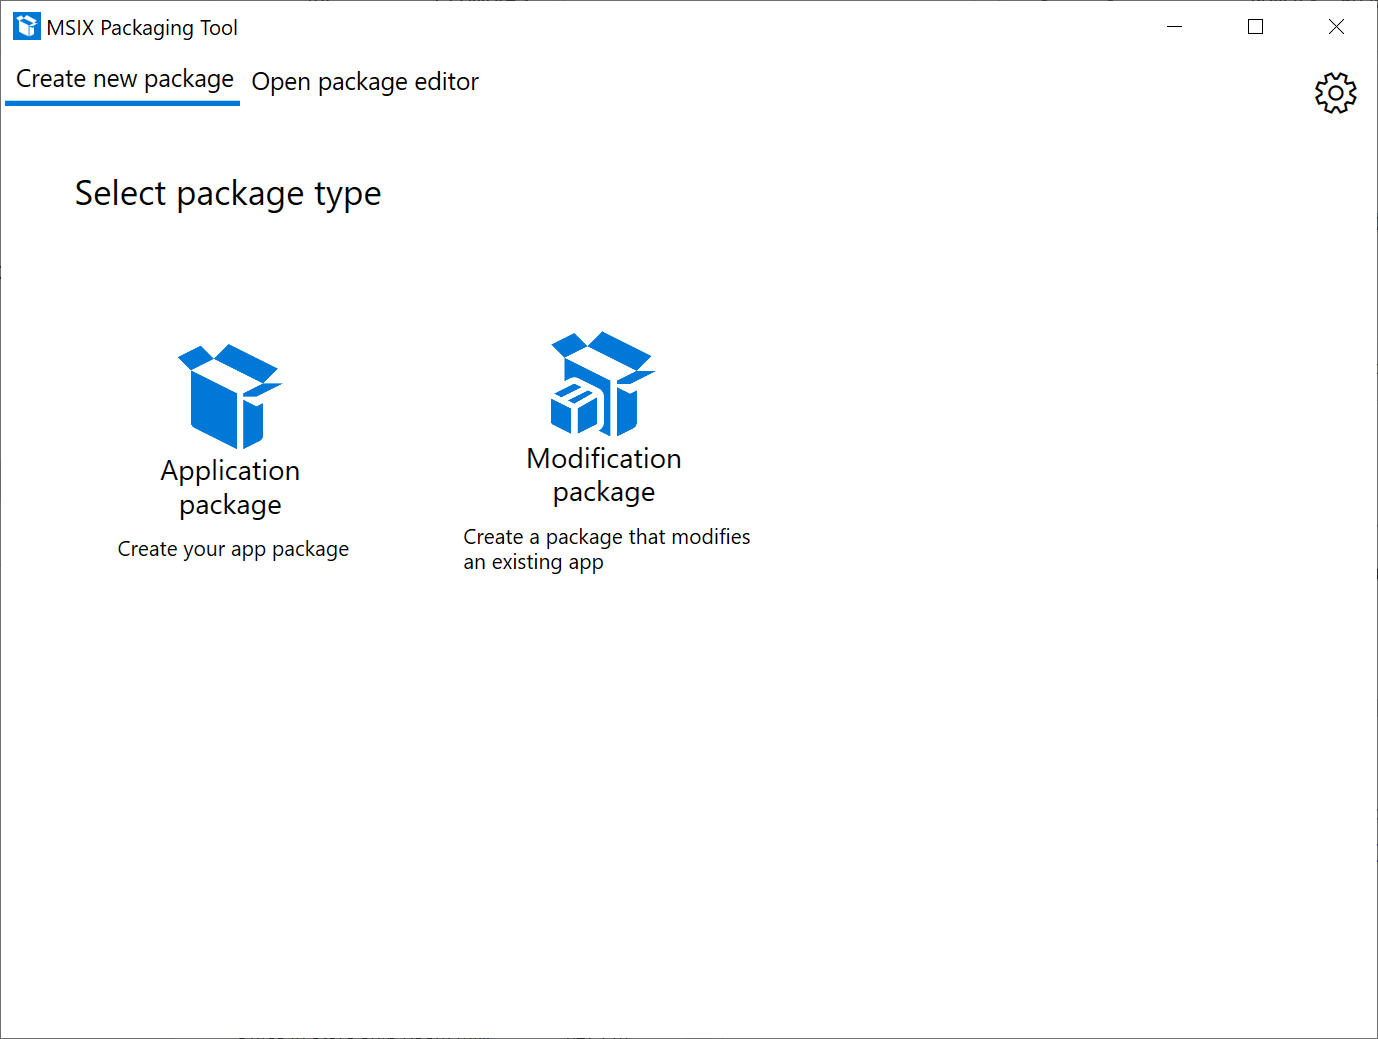 MSIX Packaging Tool
Create new package
Open package editor
Select package type
Application
package
Create your app package
Modification
package
Create a package that modifies
an existing app